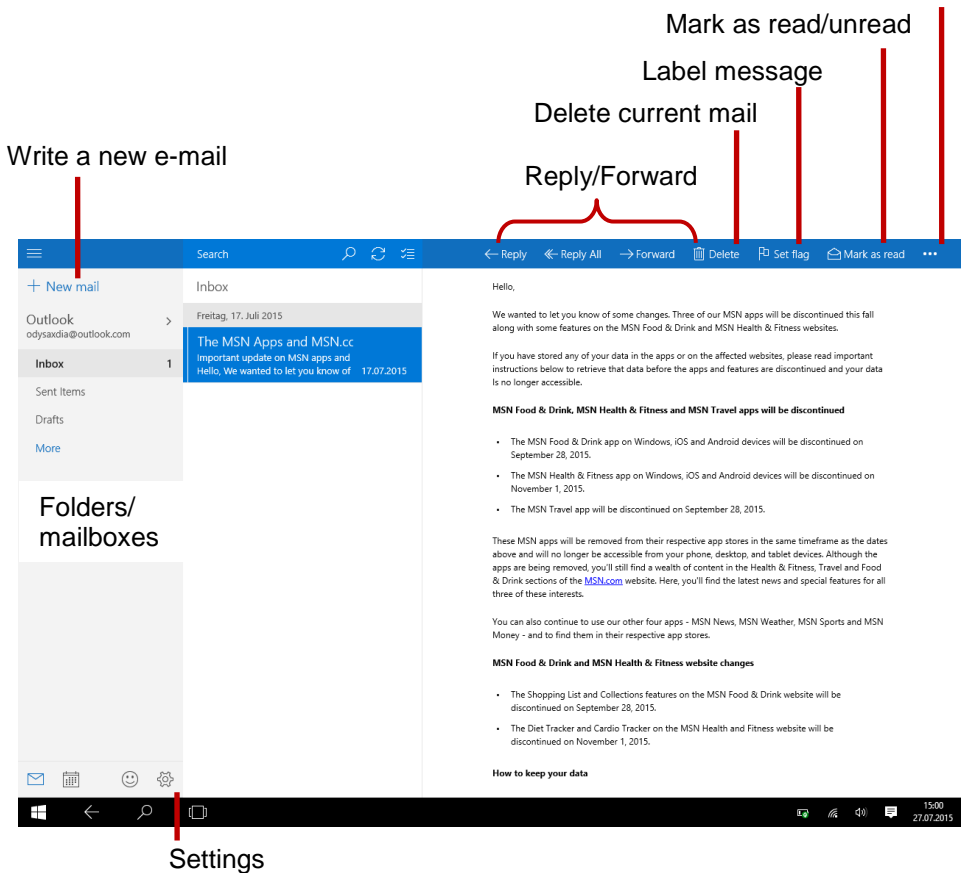 Mark as read/unread
Label message
Delete current mail
Write a new e-mail
Reply/Forward
Search
Reply
Reply All
Forward
Delete
Set flag
Mark as read
New mail
Outlook
odysaxdia@outlook.com
Inbox 1
Sent Items
Drafts
More
Folders/
mailboxes
Inbox
Freitag, 17. Juli 2015
The MSN Apps and MSN.cc
Important update on MSN apps and
Hello, We wanted to let you know of 17.07.2015
Hello,
We wanted to let you know of some changes. Three of our MSN apps will be discontinued this fall
along with some features on the MSN Food & Drink and MSN Health & Fitness websites.
If you have stored any of your data in the apps or on the affected websites, please read important
instructions below to retrieve that data before the apps and features are discontinued and your data
Is no longer accessible.
MSN Food & Drink, MSN Health & Fitness and MSN Travel apps will be discontinued
• The MSN Food & Drink app on Windows, iOS and Android devices will be discontinued on
September 28, 2015.
• The MSN Health & Fitness app on Windows, iOS and Android devices will be discontinued on
November 1, 2015.
• The MSN Travel app will be discontinued on September 28, 2015.
These MSN apps will be removed from their respective app stores in the same timeframe as the dates
above and will no longer be accessible from your phone, desktop, and tablet devices. Although the
apps are being removed, you'll still find a wealth of content in the Health & Fitness, Travel and Food
& Drink sections of the MSN.com website. Here, you'll find the latest news and special features for all
three of these interests.
You can also continue to use our other four apps - MSN News, MSN Weather, MSN Sports and MSN
Money - and to find them in their respective app stores.
MSN Food & Drink and MSN Health & Fitness website changes
• The Shopping List and Collections features on the MSN Food & Drink website will be
discontinued on September 28, 2015.
• The Diet Tracker and Cardio Tracker on the MSN Health and Fitness website will be
discontinued on November 1, 2015.
How to keep your data
15:00
27.07.2015
Settings